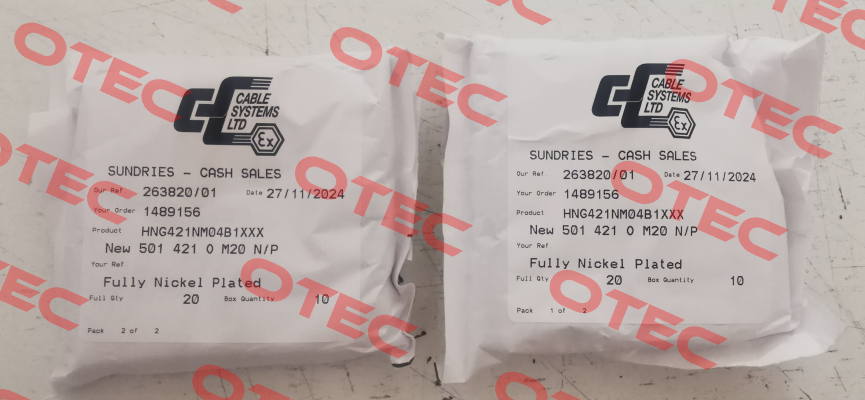 CABLE
SYSTEMS
LTD
Ex
SUNDRIES - CASH SALES
Our Ref. 263820/01 Date 27/11/2024
Your Order 1489156
Product HNG421NM04B1XXX
New 501 421 O M20 N/P
Your Ref
Fully Nickel Plated
Full Qty 20 Box Quantity 10
Pack 2 of 2
CABLE
SYSTEMS
LTD
Ex
SUNDRIES - CASH SALES
Our Ref. 263820/01 Date 27/11/2024
Your Order 1489156
Product HNG421NM04B1XXX
New 501 421 O M20 N/P
Your Ref
Fully Nickel Plated
Full Qty 20 Box Quantity 10
Pack 1 of 2
OTEC
OTEC
OTEC
OTEC
OTEC
OTEC
OTEC
OTEC
OTEC
OTEC
OTEC
OTEC